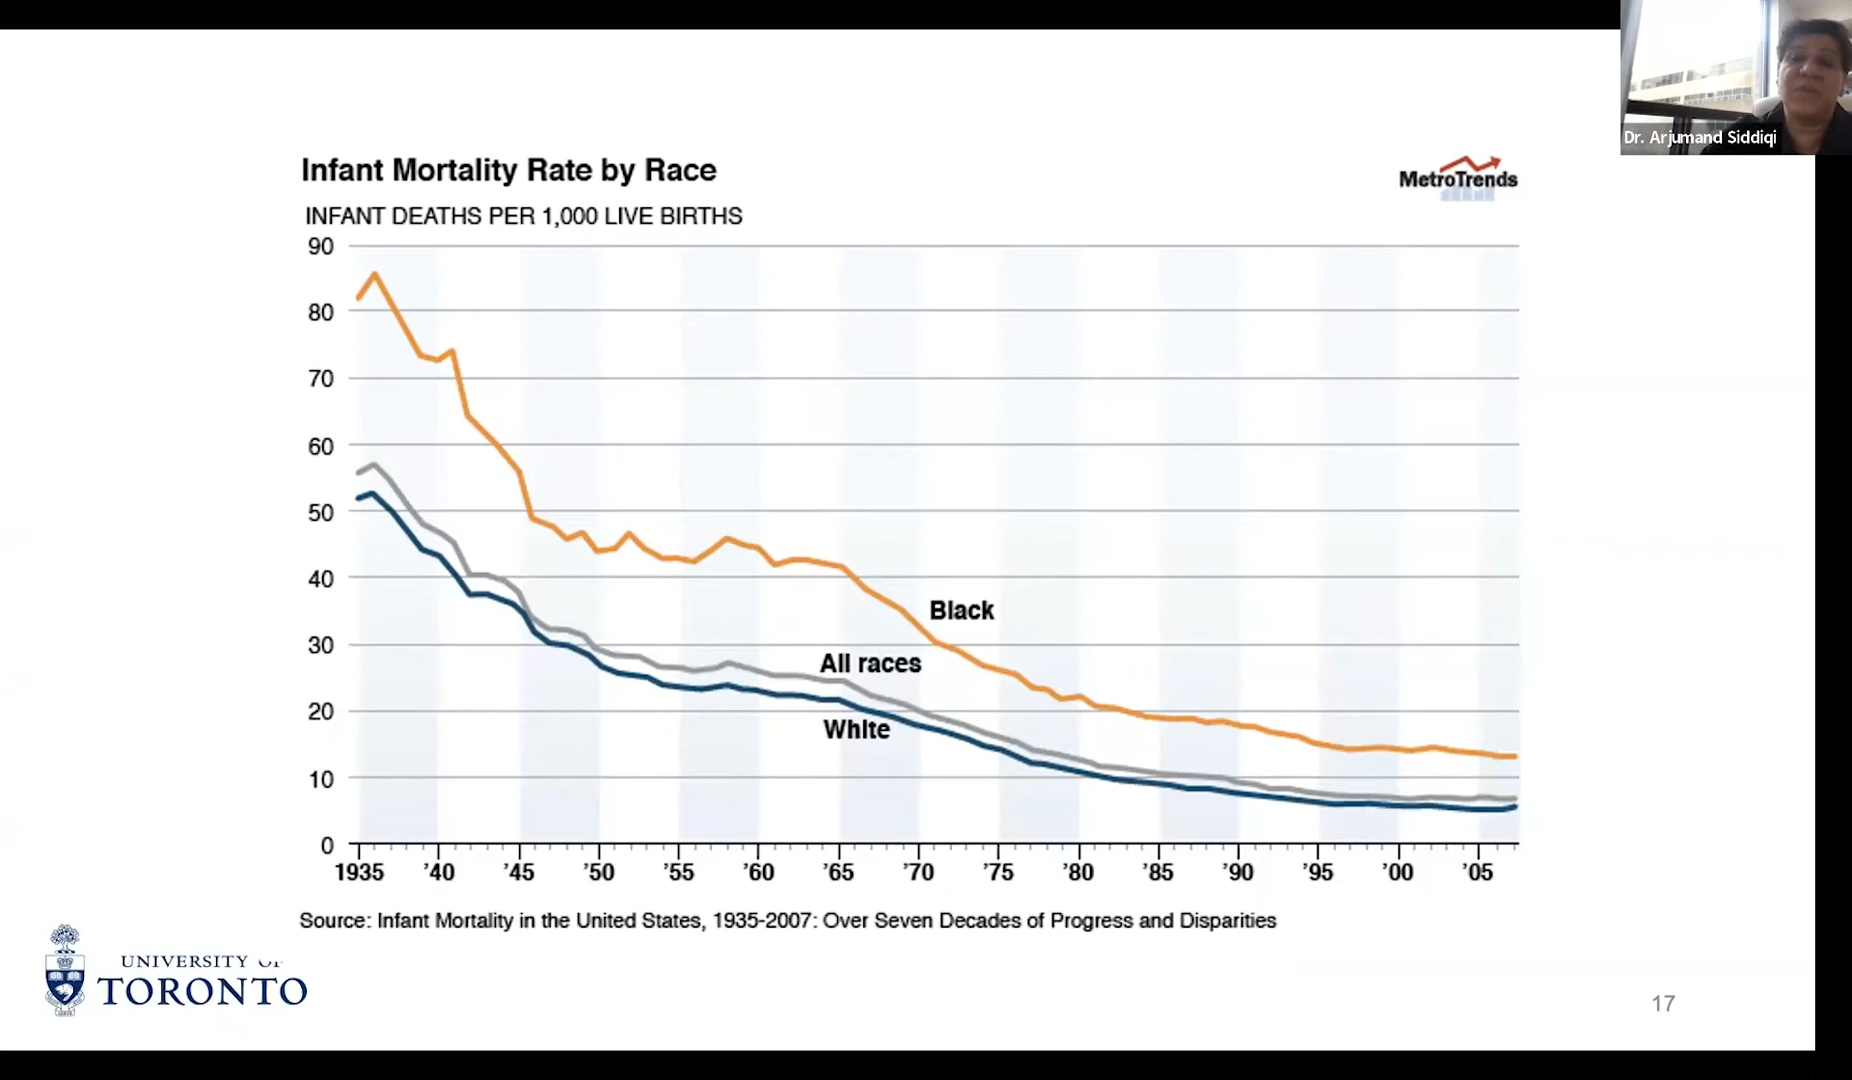 Dr. Arjumand Siddiqi
Infant Mortality Rate by Race
MetroTrends
INFANT DEATHS PER 1,000 LIVE BIRTHS
90
80
70
60
50
40
30
20
10
0
Black
All races
White
1935 '40 '45 '50 '55 '60 '65 '70 '75 '80 '85 '90 '95 '00 '05
Source: Infant Mortality in the United States, 1935-2007: Over Seven Decades of Progress and Disparities
UNIVERSITY OF
TORONTO
17